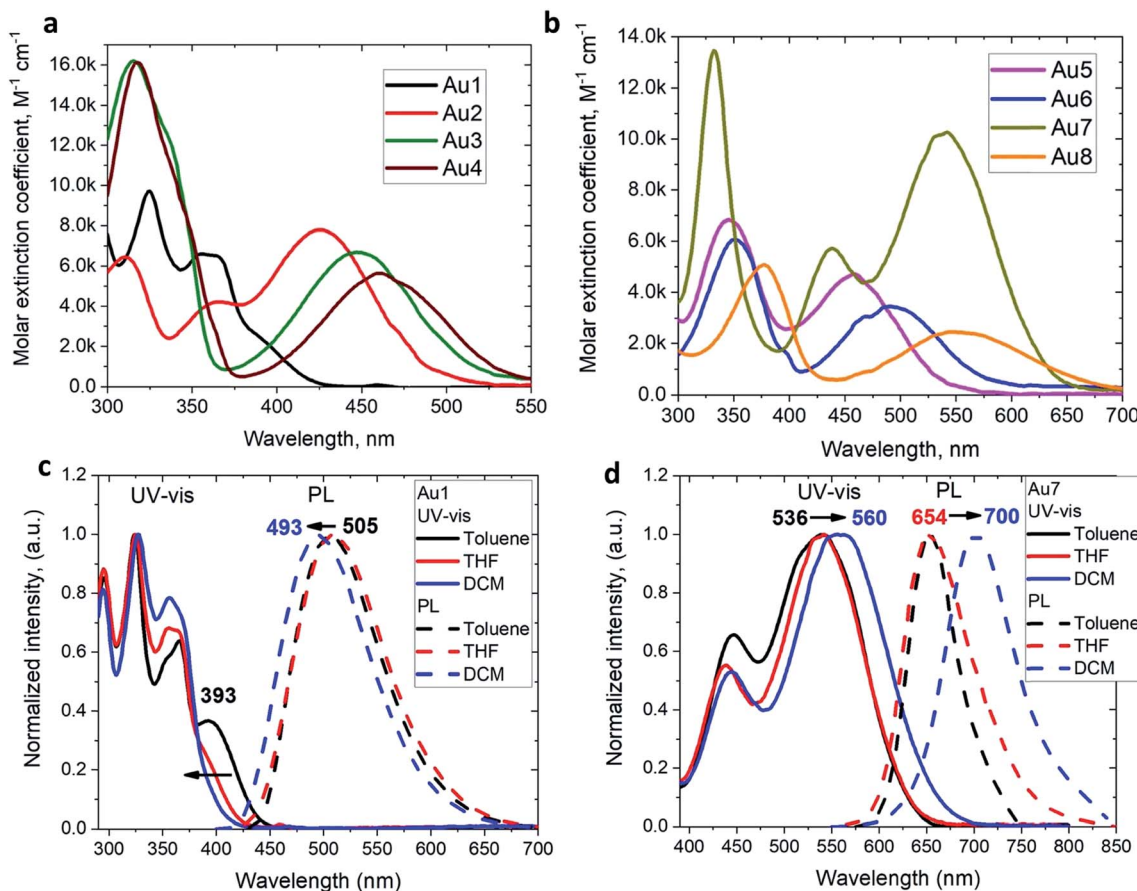 a
Molar extinction coefficient, M⁻¹ cm⁻¹
16.0k
14.0k
12.0k
10.0k
8.0k
6.0k
4.0k
2.0k
0.0
Au1
Au2
Au3
Au4
300 350 400 450 500 550
Wavelength, nm
b
Molar extinction coefficient, M⁻¹ cm⁻¹
14.0k
12.0k
10.0k
8.0k
6.0k
4.0k
2.0k
0.0
Au5
Au6
Au7
Au8
300 350 400 450 500 550 600 650 700
Wavelength, nm
c
Normalized intensity, (a.u.)
1.2
1.0
0.8
0.6
0.4
0.2
0.0
UV-vis PL
493 505
393
Au1
UV-vis
Toluene
THF
DCM
PL
Toluene
THF
DCM
300 350 400 450 500 550 600 650 700
Wavelength (nm)
d
Normalized intensity, (a.u.)
1.2
1.0
0.8
0.6
0.4
0.2
0.0
UV-vis PL
536 560 654 700
Au7
UV-vis
Toluene
THF
DCM
PL
Toluene
THF
DCM
400 450 500 550 600 650 700 750 800 850
Wavelength (nm)